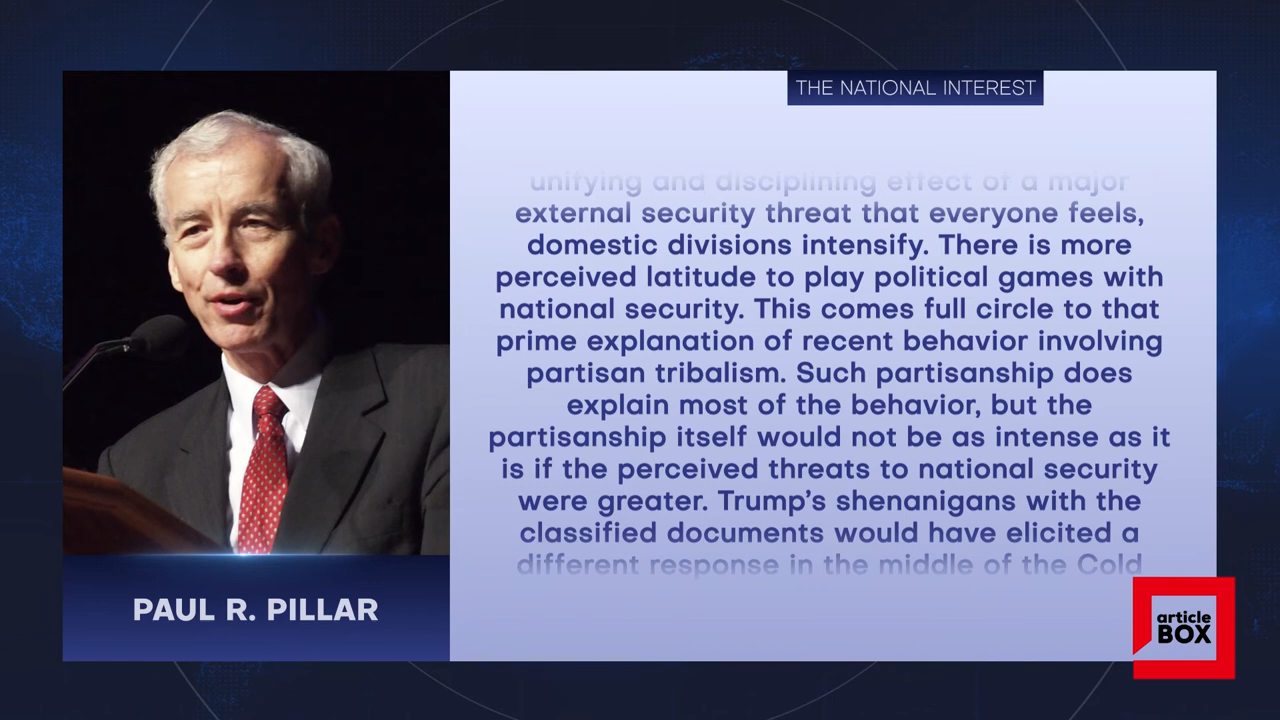 THE NATIONAL INTEREST
unifying and disciplining effect of a major
external security threat that everyone feels,
domestic divisions intensify. There is more
perceived latitude to play political games with
national security. This comes full circle to that
prime explanation of recent behavior involving
partisan tribalism. Such partisanship does
explain most of the behavior, but the
partisanship itself would not be as intense as it
is if the perceived threats to national security
were greater. Trump’s shenanigans with the
classified documents would have elicited a
different response in the middle of the Cold
PAUL R. PILLAR
article
BOX